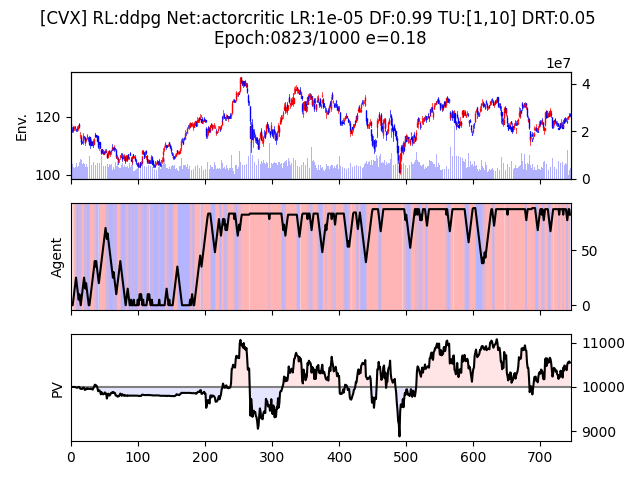 [CVX] RL:ddpg Net:actorcritic LR:1e-05 DF:0.99 TU:[1,10] DRT:0.05
Epoch:0823/1000 e=0.18
1e7
Env.
120
100
4
2
0
Agent
50
0
PV
11000
10000
9000
0 100 200 300 400 500 600 700